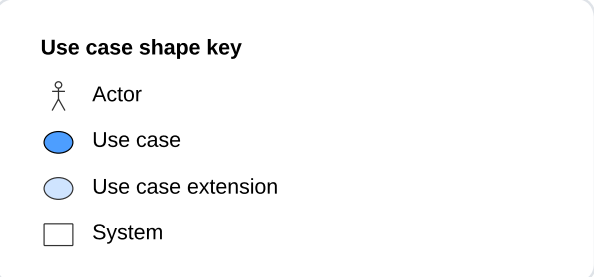 Use case shape key
Actor
Use case
Use case extension
System